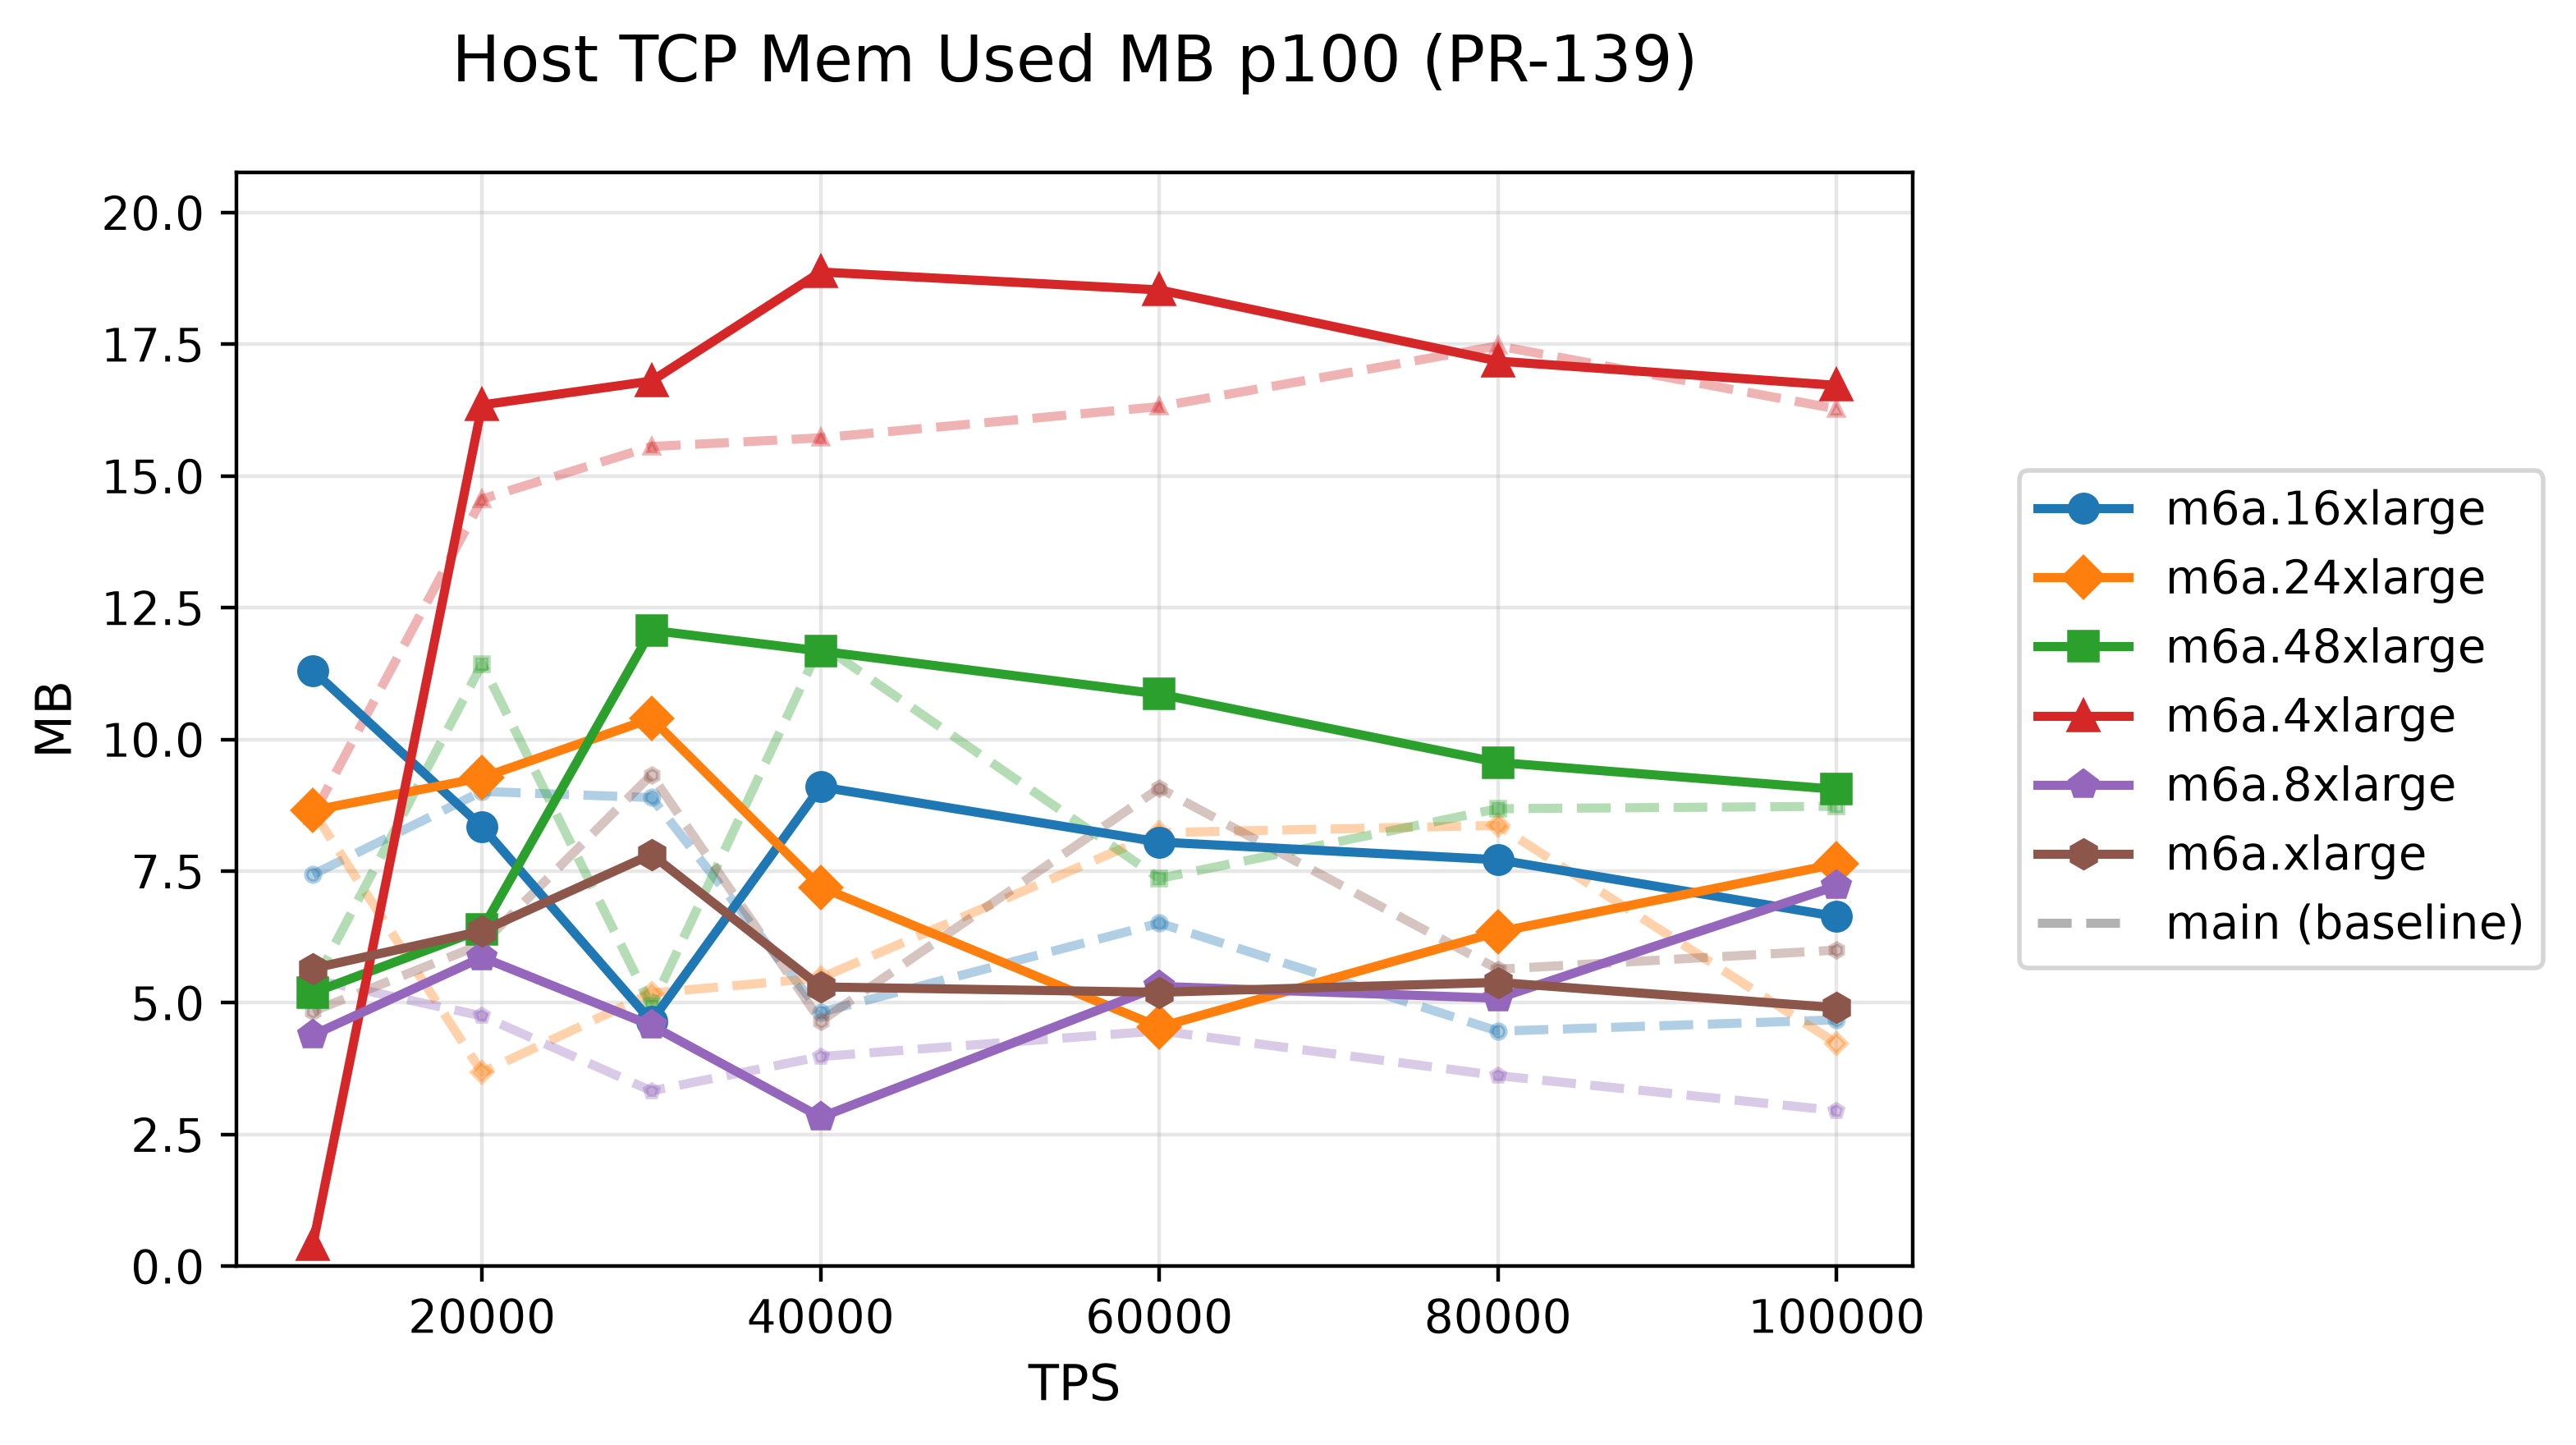 Host TCP Mem Used MB p100 (PR-139)
20.0
17.5
15.0
12.5
10.0
7.5
5.0
2.5
0.0
MB
20000 40000 60000 80000 100000
TPS
m6a.16xlarge
m6a.24xlarge
m6a.48xlarge
m6a.4xlarge
m6a.8xlarge
m6a.xlarge
main (baseline)